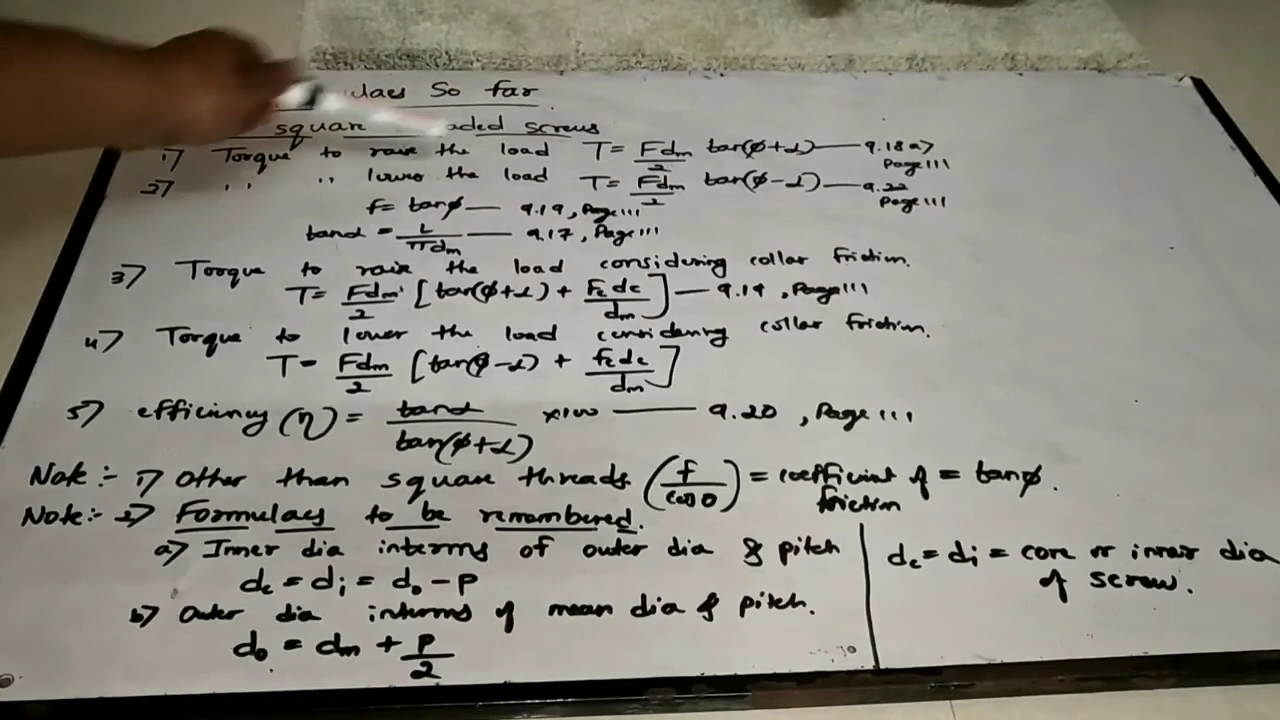 So far
square screws
1) Torque to raise the load T = Fdm/2 tan(φ+α) — 9.18a) Page 111
2) ,, ,, lower the load T = Fdm/2 tan(φ-α) — 9.22 Page 111
f = tanφ — 9.19, Page 111
tanα = L/πdm — 9.17, Page 111
3) Torque to raise the load considering collar friction.
T = Fdm/2 [tan(φ+α) + fc dc/dm] — 9.19, Page 111
4) Torque to lower the load considering collar friction.
T = Fdm/2 [tan(φ-α) + fc dc/dm]
5) efficiency (η) = tanα/tan(φ+α) ×100 — 9.20, Page 111
Note:- 1) Other than square threads (f/cosθ) = coefficient of friction = tanφ.
Note:- 2) Formulaes to be remembered.
a) Inner dia interms of outer dia & pitch
dc = di = do - P
b) Outer dia interms of mean dia & pitch.
do = dm + P/2
dc = di = core or inner dia
of screw.